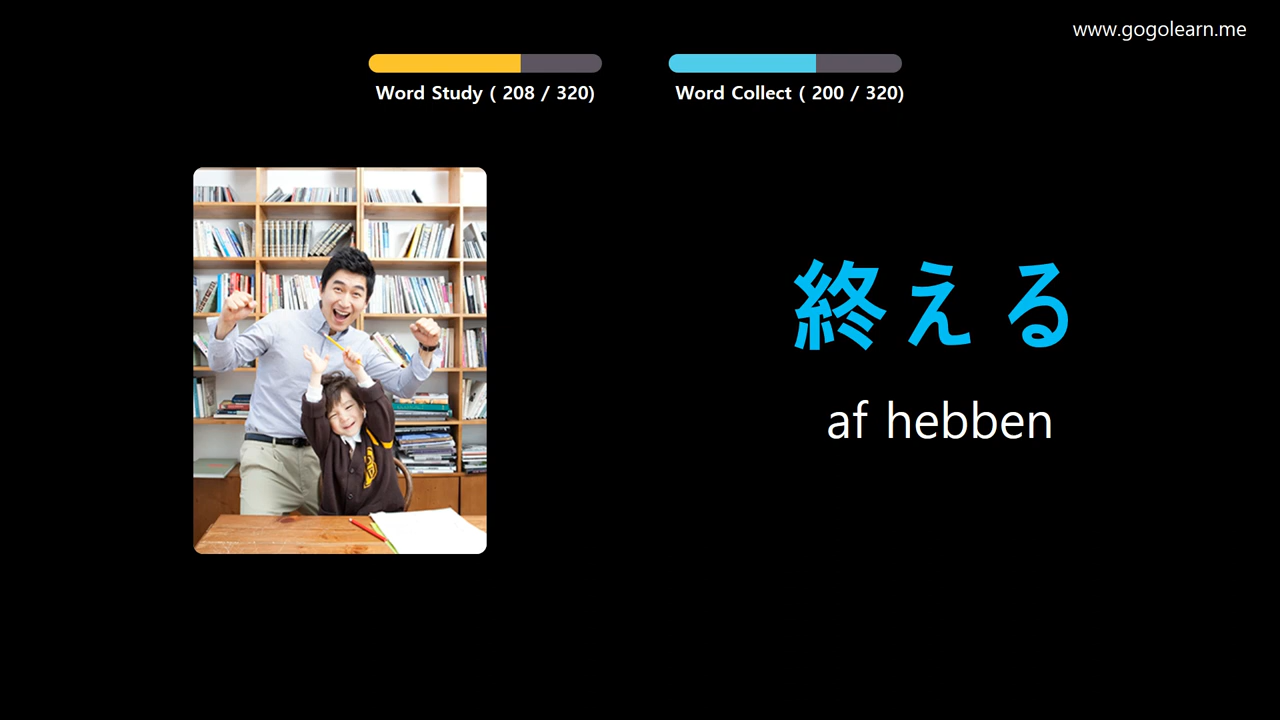 www.gogolearn.me
Word Study ( 208 / 320)
Word Collect ( 200 / 320)
終える
af hebben